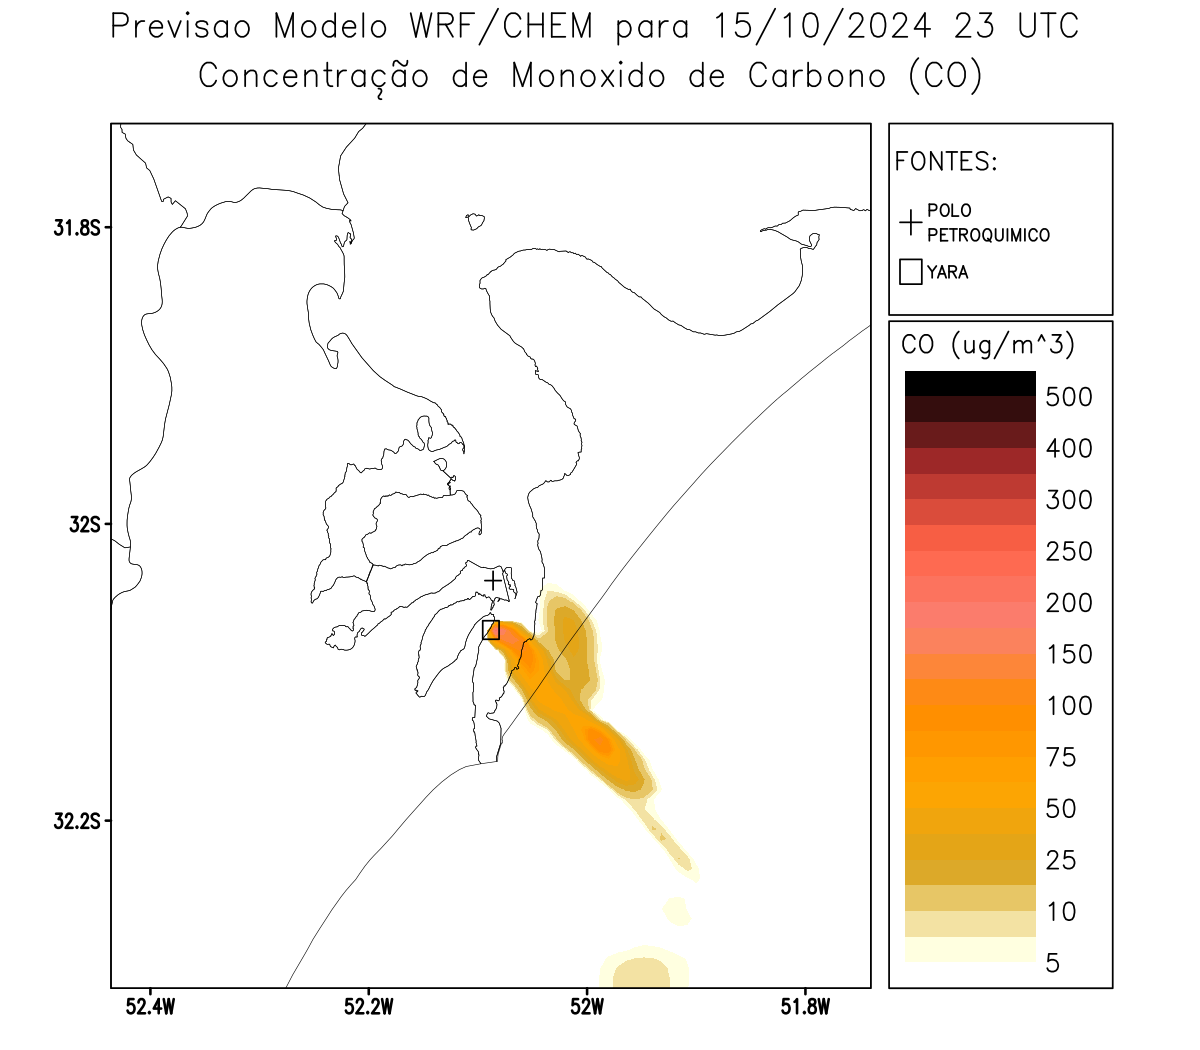 Previsao Modelo WRF/CHEM para 15/10/2024 23 UTC
Concentração de Monoxido de Carbono (CO)
FONTES:
POLO
PETROQUIMICO
YARA
CO (ug/m^3)
500
400
300
250
200
150
100
75
50
25
10
5
31.8S
32S
32.2S
52.4W
52.2W
52W
51.8W